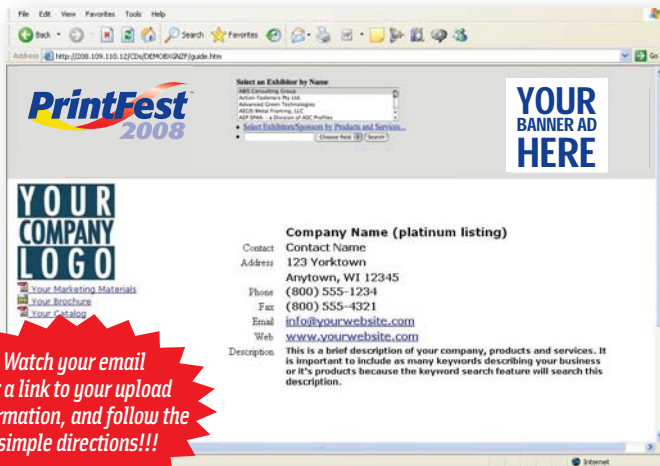 File Edit View Favorites Tools Help
Back Search Favorites
Address http://208.109.110.12/CDs/DEMOBXGNZF/guide.htm Go
PrintFest
2008
Select an Exhibitor by Name
ABS Consulting Group
Action Fasteners Pty Ltd.
Advanced Green Technologies
AEGIS Metal Framing, LLC
AEP SPAN - a Division of ASC Profiles
Select Exhibitors/Sponsors by Products and Services...
Choose field Search
YOUR
BANNER AD
HERE
YOUR
COMPANY
LOGO
Your Marketing Materials
Your Brochure
Your Catalog
Company Name (platinum listing)
Contact Contact Name
Address 123 Yorktown
Anytown, WI 12345
Phone (800) 555-1234
Fax (800) 555-4321
Email info@yourwebsite.com
Web www.yourwebsite.com
Description This is a brief description of your company, products and services. It
is important to include as many keywords describing your business
or it's products because the keyword search feature will search this
description.
Watch your email
a link to your upload
rmation, and follow the
simple directions!!!
Internet